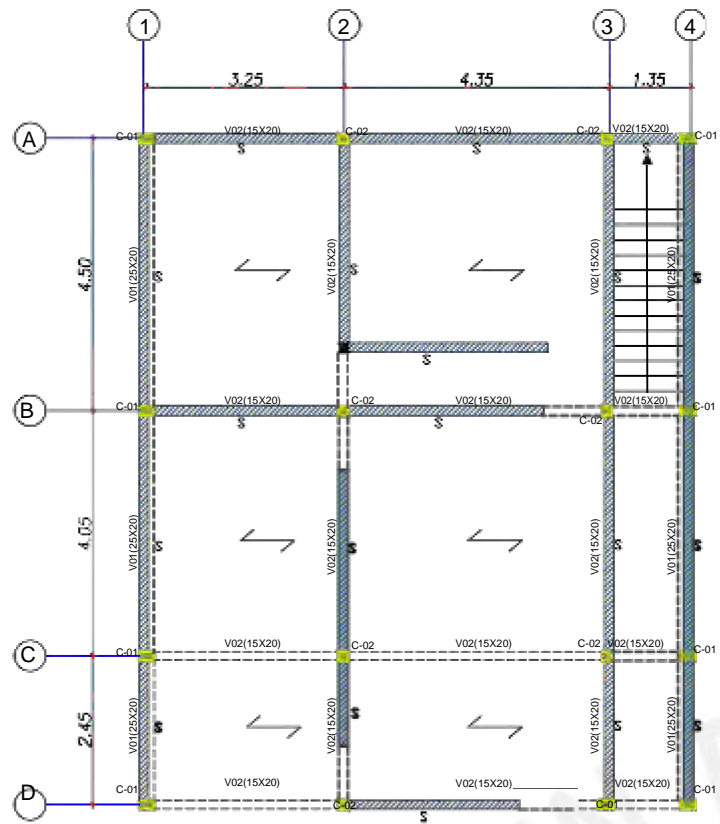 1 2 3 4
3.25 4.35 1.35
V02(15X20) V02(15X20) V02(15X20)
A C-01 C-02 C-02 C-01
S S S
4.50 V01(25X20) S V02(15X20) S V02(15X20) S V01(25X20) S
S
V02(15X20) V02(15X20) V02(15X20)
B C-01 C-02 C-02 C-01
S S
4.05 V01(25X20) S V02(15X20) S V02(15X20) S V01(25X20) S
V02(15X20) V02(15X20) V02(15X20)
C C-01 C-02 C-02 C-01
2.45 V01(25X20) S V02(15X20) S V02(15X20) S V01(25X20) S
V02(15X20) V02(15X20) V02(15X20)
D C-01 C-02 C-01 C-01
S